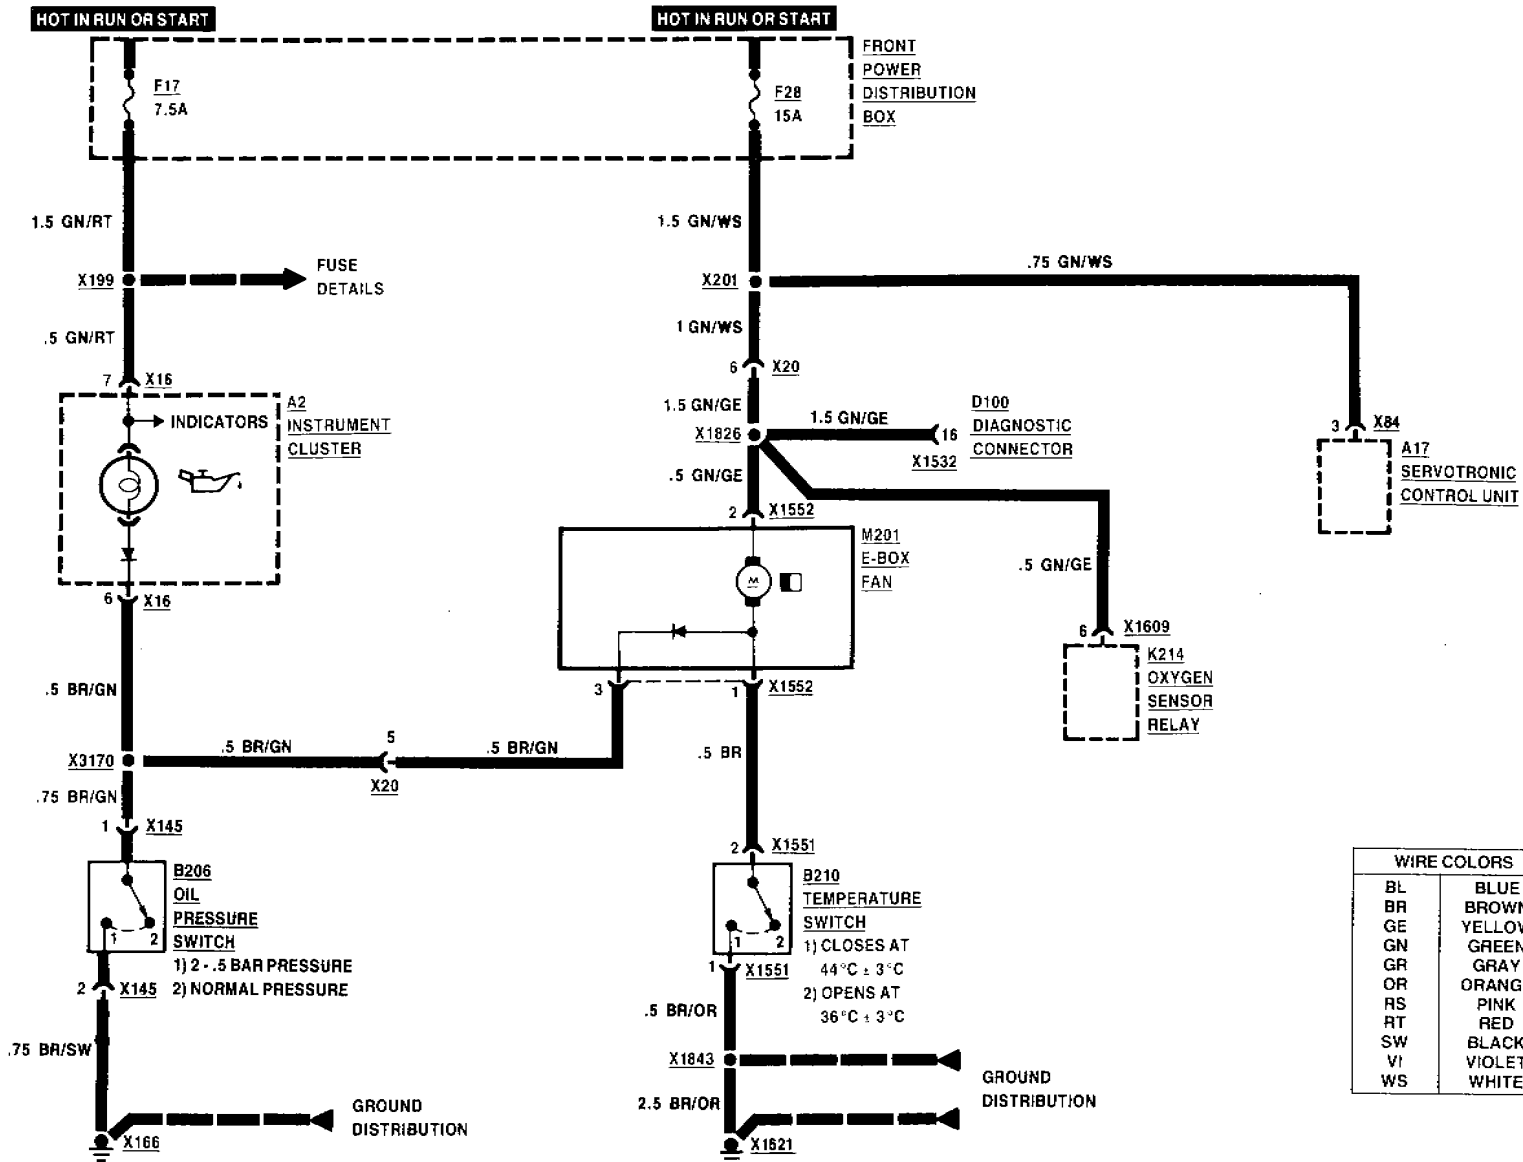 HOT IN RUN OR START
HOT IN RUN OR START
FRONT
POWER
DISTRIBUTION
BOX
F17
7.5A
F28
15A
1.5 GN/RT
1.5 GN/WS
X199
FUSE
DETAILS
X201
.75 GN/WS
.5 GN/RT
1 GN/WS
7
X16
6
X20
INDICATORS
A2
INSTRUMENT
CLUSTER
1.5 GN/GE
X1826
1.5 GN/GE
16
X1532
D100
DIAGNOSTIC
CONNECTOR
3
X84
A17
SERVOTRONIC
CONTROL UNIT
.5 GN/GE
2
X1552
M201
E-BOX
FAN
M
.5 GN/GE
6
X16
6
X1609
K214
OXYGEN
SENSOR
RELAY
3
1
X1552
.5 BR/GN
X3170
.5 BR/GN
5
X20
.5 BR/GN
.5 BR
.75 BR/GN
1
X145
2
X1551
B206
OIL
PRESSURE
SWITCH
1) 2 - .5 BAR PRESSURE
2) NORMAL PRESSURE
1
2
B210
TEMPERATURE
SWITCH
1) CLOSES AT
44°C ± 3°C
2) OPENS AT
36°C ± 3°C
1
2
2
X145
1
X1551
.75 BR/SW
.5 BR/OR
X1843
2.5 BR/OR
GROUND
DISTRIBUTION
X166
GROUND
DISTRIBUTION
X1621
WIRE COLORS
BL BLUE
BR BROWN
GE YELLOW
GN GREEN
GR GRAY
OR ORANG
RS PINK
RT RED
SW BLACK
VI VIOLET
WS WHITE